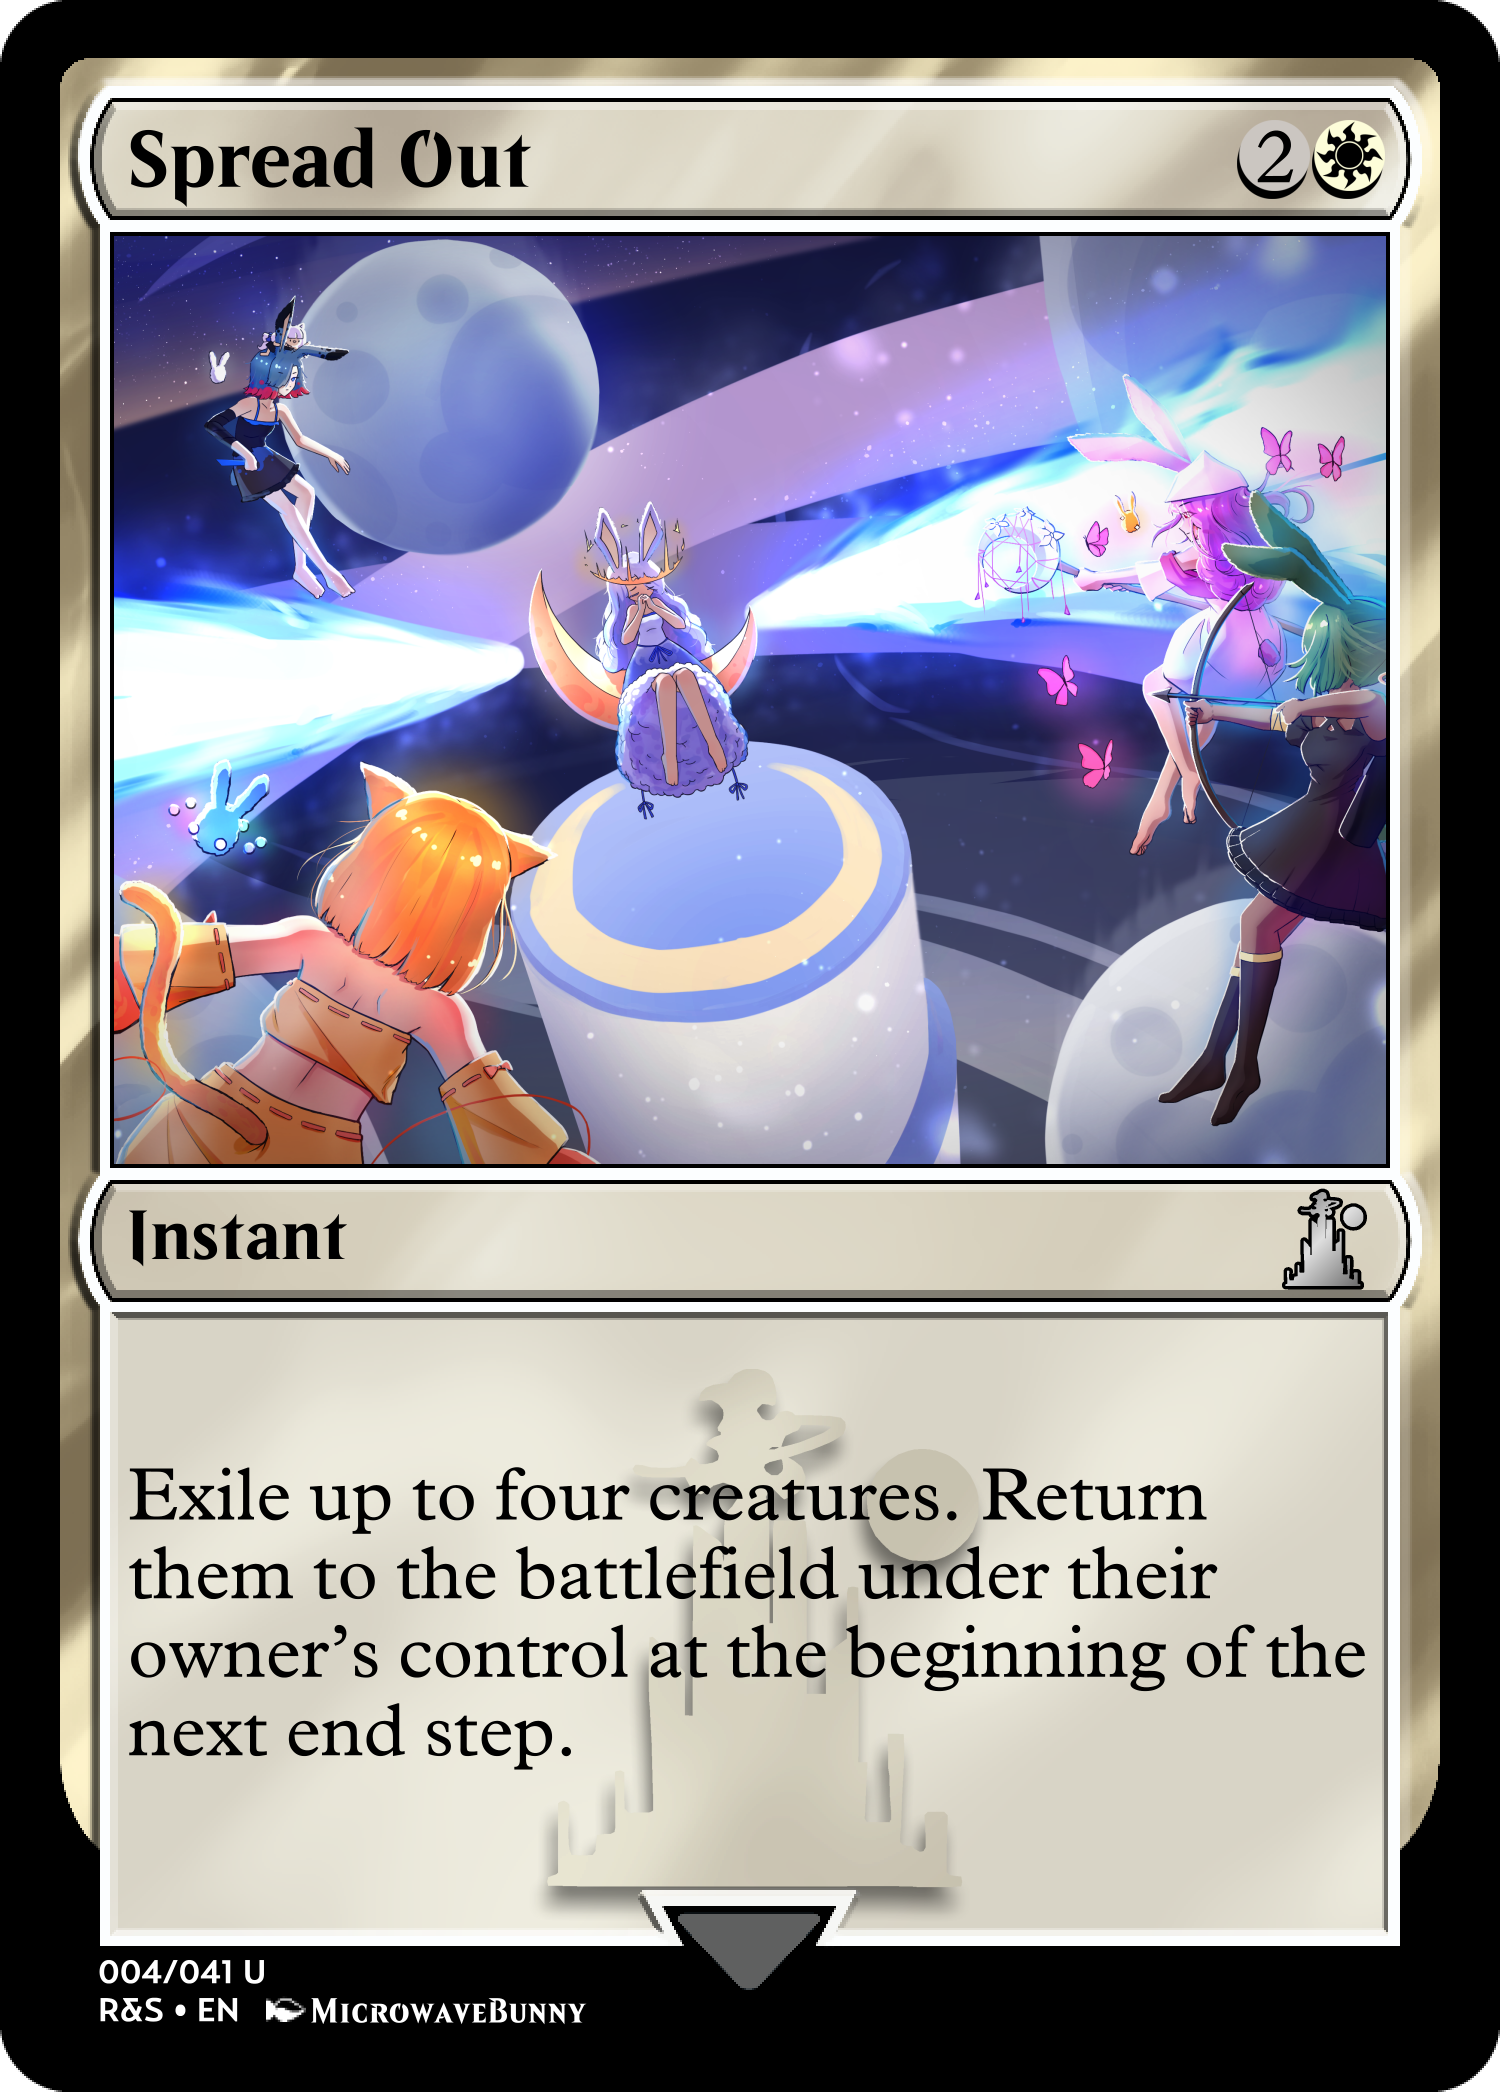 Spread Out
2
Instant
Exile up to four creatures. Return
them to the battlefield under their
owner's control at the beginning of the
next end step.
004/041 U
R&S • EN MicrowaveBunny